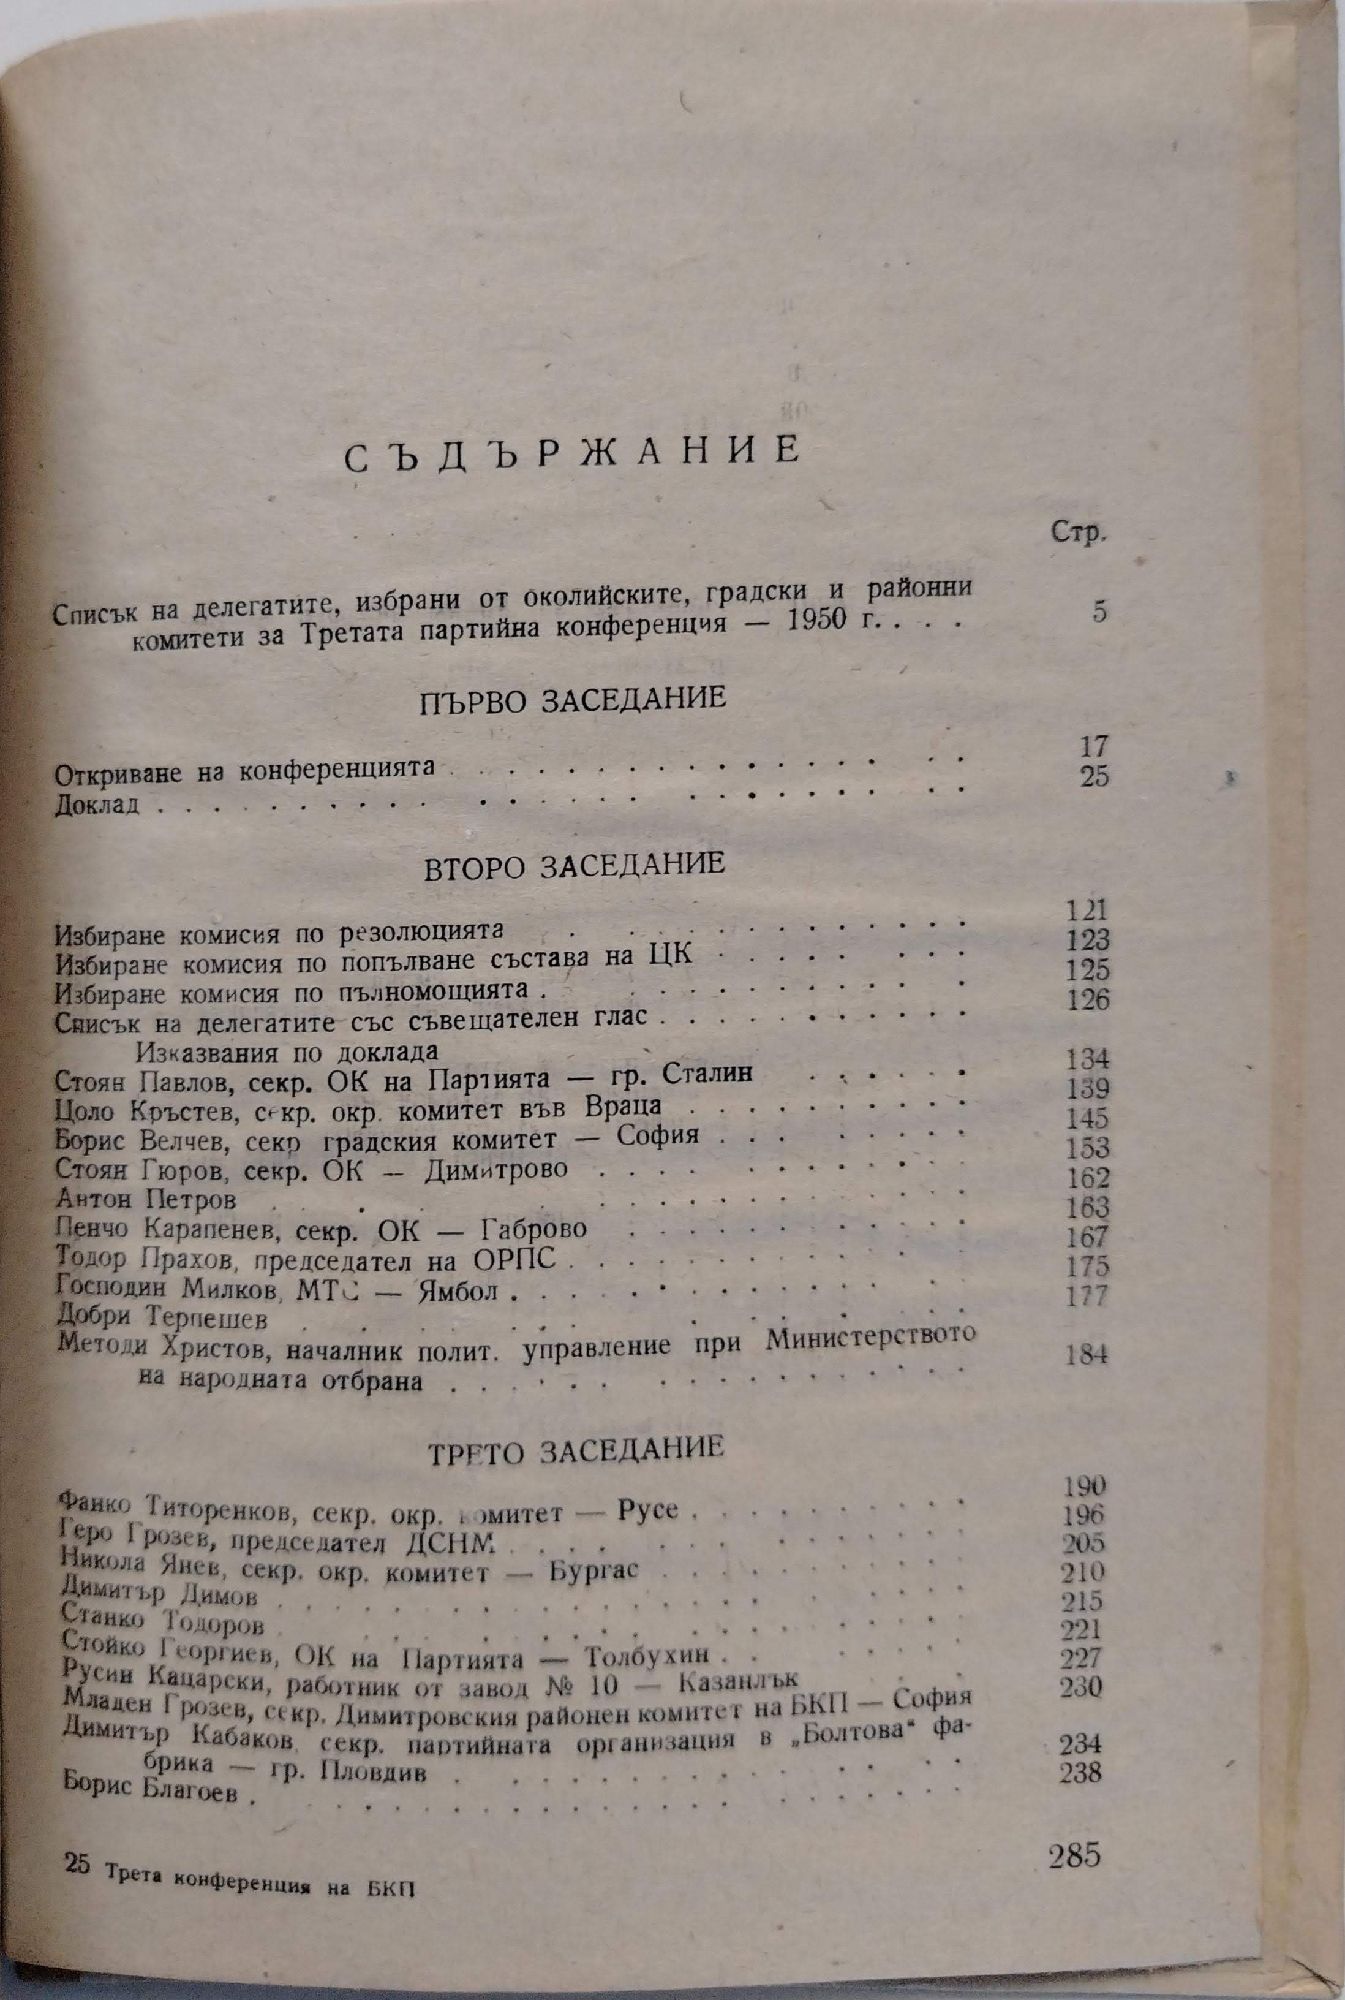 СЪДЪРЖАНИЕ
Стр.
Списък на делегатите, избрани от околийските, градски и районни
комитети за Третата партийна конференция — 1950 г. . . . 5
ПЪРВО ЗАСЕДАНИЕ
Откриване на конференцията . . . . 17
Доклад . . . . 25
ВТОРО ЗАСЕДАНИЕ
Избиране комисия по резолюцията . . . . 121
Избиране комисия по попълване състава на ЦК . . . . 123
Избиране комисия по пълномощията . . . . 125
Списък на делегатите със съвещателен глас . . . . 126
Изказвания по доклада
Стоян Павлов, секр. ОК на Партията — гр. Сталин . . . . 134
Цоло Кръстев, секр. окр. комитет във Враца . . . . 139
Борис Велчев, секр градския комитет — София . . . . 145
Стоян Гюров, секр. ОК — Димитрово . . . . 153
Антон Петров . . . . 162
Пенчо Карапенев, секр. ОК — Габрово . . . . 163
Тодор Прахов, председател на ОРПС . . . . 167
Господин Милков, МТС — Ямбол . . . . 175
Добри Терпешев . . . . 177
Методи Христов, началник полит. управление при Министерството
на народната отбрана . . . . 184
ТРЕТО ЗАСЕДАНИЕ
Фанко Титоренков, секр. окр. комитет — Русе . . . . 190
Геро Грозев, председател ДСНМ . . . . 196
Никола Янев, секр. окр. комитет — Бургас . . . . 205
Димитър Димов . . . . 210
Станко Тодоров . . . . 215
Стойко Георгиев, ОК на Партията — Толбухин . . . . 221
Русин Кацарски, работник от завод № 10 — Казанлък . . . . 227
Младен Грозев, секр. Димитровския районен комитет на БКП — София 230
Димитър Кабаков, секр. партийната организация в „Болтова“ фа-
брика — гр. Пловдив . . . . 234
Борис Благоев . . . . 238
25 Трета конференция на БКП
285